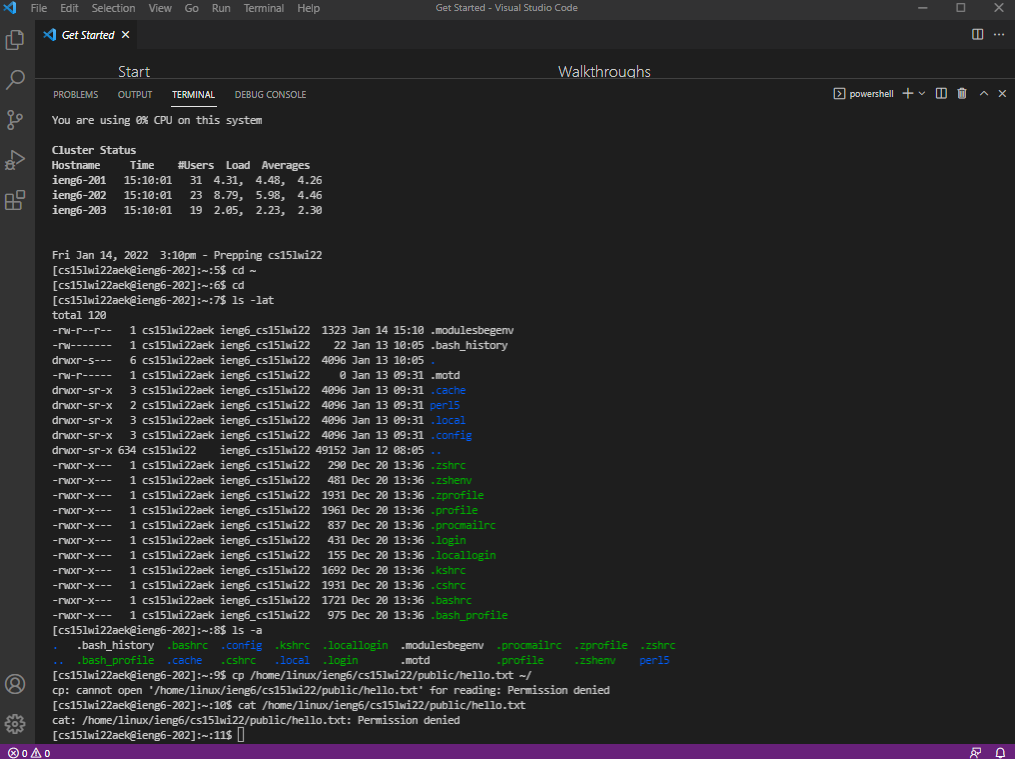 File Edit Selection View Go Run Terminal Help Get Started - Visual Studio Code
Get Started
Start Walkthroughs
PROBLEMS OUTPUT TERMINAL DEBUG CONSOLE powershell
You are using 0% CPU on this system
Cluster Status
Hostname Time #Users Load Averages
ieng6-201 15:10:01 31 4.31, 4.48, 4.26
ieng6-202 15:10:01 23 8.79, 5.98, 4.46
ieng6-203 15:10:01 19 2.05, 2.23, 2.30
Fri Jan 14, 2022 3:10pm - Prepping cs15lwi22
[cs15lwi22aek@ieng6-202]:~:5$ cd ~
[cs15lwi22aek@ieng6-202]:~:6$ cd
[cs15lwi22aek@ieng6-202]:~:7$ ls -lat
total 120
-rw-r--r-- 1 cs15lwi22aek ieng6_cs15lwi22 1323 Jan 14 15:10 .modulesbegenv
-rw------- 1 cs15lwi22aek ieng6_cs15lwi22 22 Jan 13 10:05 .bash_history
drwxr-s--- 6 cs15lwi22aek ieng6_cs15lwi22 4096 Jan 13 10:05 .
-rw-r----- 1 cs15lwi22aek ieng6_cs15lwi22 0 Jan 13 09:31 .motd
drwxr-sr-x 3 cs15lwi22aek ieng6_cs15lwi22 4096 Jan 13 09:31 .cache
drwxr-sr-x 2 cs15lwi22aek ieng6_cs15lwi22 4096 Jan 13 09:31 perl5
drwxr-sr-x 3 cs15lwi22aek ieng6_cs15lwi22 4096 Jan 13 09:31 .local
drwxr-sr-x 3 cs15lwi22aek ieng6_cs15lwi22 4096 Jan 13 09:31 .config
drwxr-sr-x 634 cs15lwi22 ieng6_cs15lwi22 49152 Jan 12 08:05 ..
-rwxr-x--- 1 cs15lwi22aek ieng6_cs15lwi22 290 Dec 20 13:36 .zshrc
-rwxr-x--- 1 cs15lwi22aek ieng6_cs15lwi22 481 Dec 20 13:36 .zshenv
-rwxr-x--- 1 cs15lwi22aek ieng6_cs15lwi22 1931 Dec 20 13:36 .zprofile
-rwxr-x--- 1 cs15lwi22aek ieng6_cs15lwi22 1961 Dec 20 13:36 .profile
-rwxr-x--- 1 cs15lwi22aek ieng6_cs15lwi22 837 Dec 20 13:36 .procmailrc
-rwxr-x--- 1 cs15lwi22aek ieng6_cs15lwi22 431 Dec 20 13:36 .login
-rwxr-x--- 1 cs15lwi22aek ieng6_cs15lwi22 155 Dec 20 13:36 .locallogin
-rwxr-x--- 1 cs15lwi22aek ieng6_cs15lwi22 1692 Dec 20 13:36 .kshrc
-rwxr-x--- 1 cs15lwi22aek ieng6_cs15lwi22 1931 Dec 20 13:36 .cshrc
-rwxr-x--- 1 cs15lwi22aek ieng6_cs15lwi22 1721 Dec 20 13:36 .bashrc
-rwxr-x--- 1 cs15lwi22aek ieng6_cs15lwi22 975 Dec 20 13:36 .bash_profile
[cs15lwi22aek@ieng6-202]:~:8$ ls -a
. .bash_history .bashrc .config .kshrc .locallogin .modulesbegenv .procmailrc .zprofile .zshrc
.. .bash_profile .cache .cshrc .local .login .motd .profile .zshenv perl5
[cs15lwi22aek@ieng6-202]:~:9$ cp /home/linux/ieng6/cs15lwi22/public/hello.txt ~/
cp: cannot open '/home/linux/ieng6/cs15lwi22/public/hello.txt' for reading: Permission denied
[cs15lwi22aek@ieng6-202]:~:10$ cat /home/linux/ieng6/cs15lwi22/public/hello.txt
cat: /home/linux/ieng6/cs15lwi22/public/hello.txt: Permission denied
[cs15lwi22aek@ieng6-202]:~:11$
0 0